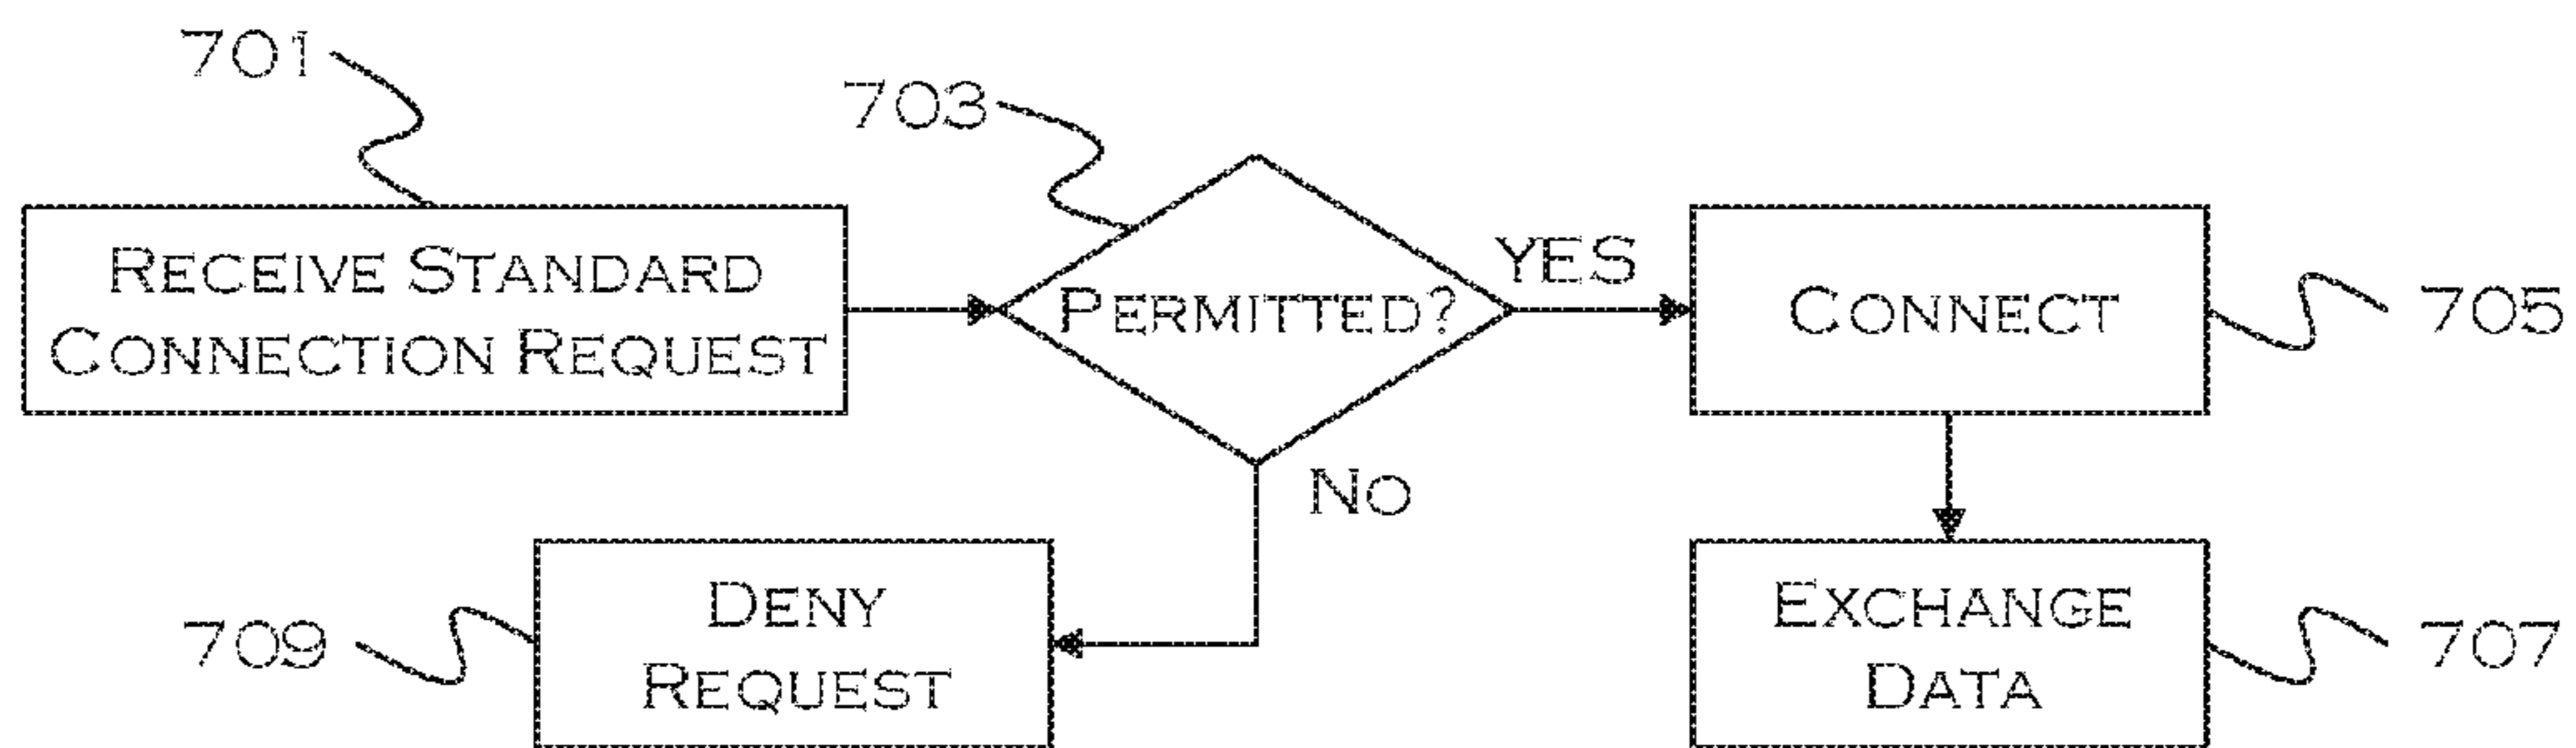 701
703
RECEIVE STANDARD
CONNECTION REQUEST
PERMITTED?
YES
CONNECT
705
NO
709
DENY
REQUEST
EXCHANGE
DATA
707